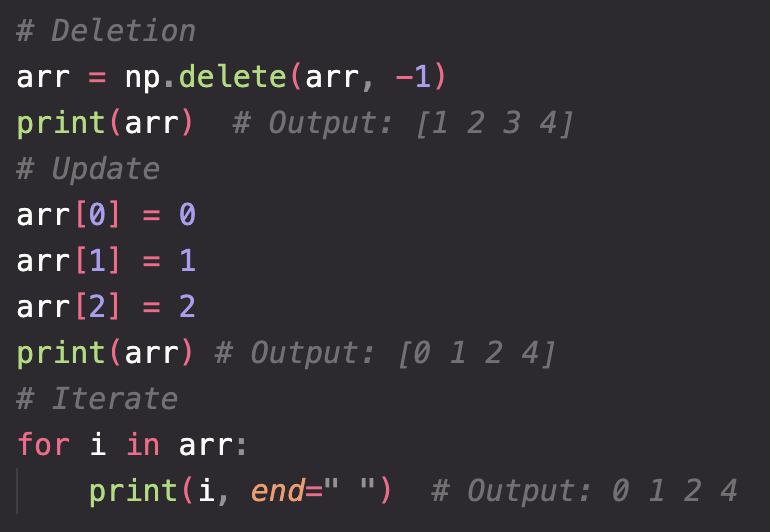 # Deletion
arr = np.delete(arr, -1)
print(arr)  # Output: [1 2 3 4]
# Update
arr[0] = 0
arr[1] = 1
arr[2] = 2
print(arr) # Output: [0 1 2 4]
# Iterate
for i in arr:
    print(i, end=" ")  # Output: 0 1 2 4